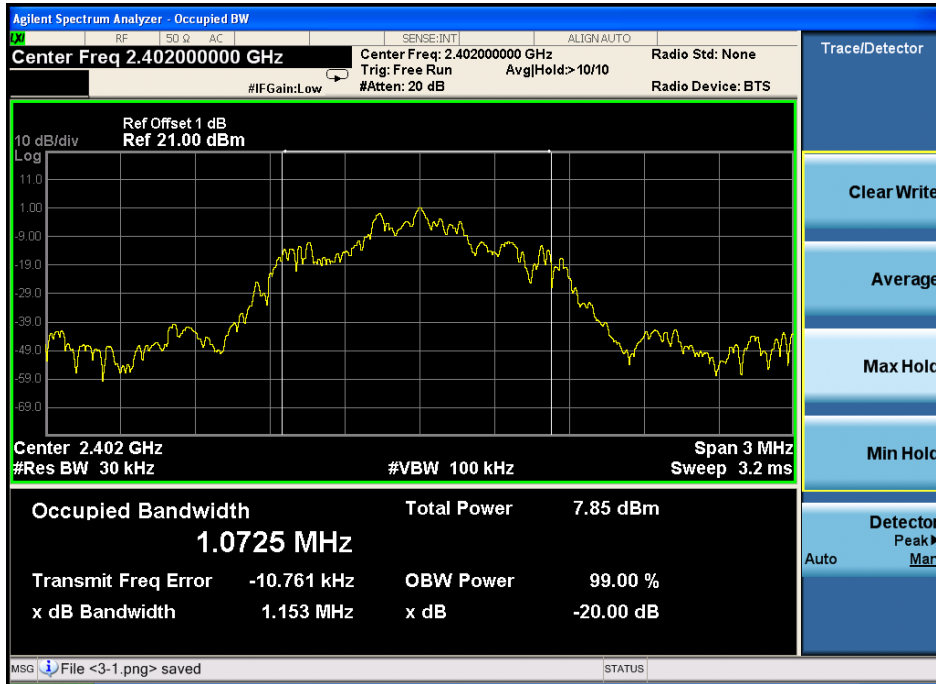 Agilent Spectrum Analyzer - Occupied BW
LXI RF 50 Ω AC SENSE:INT ALIGNAUTO
Center Freq 2.402000000 GHz
Center Freq: 2.402000000 GHz Radio Std: None
Trig: Free Run Avg|Hold:>10/10
#IFGain:Low #Atten: 20 dB Radio Device: BTS
Ref Offset 1 dB
10 dB/div Ref 21.00 dBm
Log
11.0
1.00
-9.00
-19.0
-29.0
-39.0
-49.0
-59.0
-69.0
Center 2.402 GHz Span 3 MHz
#Res BW 30 kHz #VBW 100 kHz Sweep 3.2 ms
Occupied Bandwidth Total Power 7.85 dBm
1.0725 MHz
Transmit Freq Error -10.761 kHz OBW Power 99.00 %
x dB Bandwidth 1.153 MHz x dB -20.00 dB
MSG File <3-1.png> saved STATUS
Trace/Detector
Clear Write
Average
Max Hold
Min Hold
Detector
Peak
Auto Man